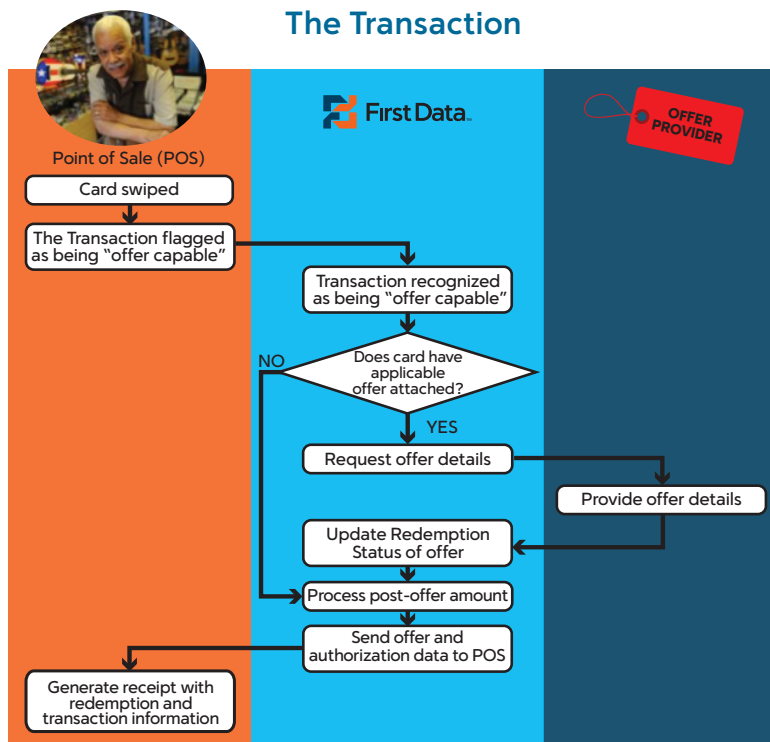 The Transaction
First Data
OFFER
PROVIDER
Point of Sale (POS)
Card swiped
The Transaction flagged
as being “offer capable”
Transaction recognized
as being “offer capable”
Does card have
applicable
offer attached?
NO
YES
Request offer details
Provide offer details
Update Redemption
Status of offer
Process post-offer amount
Send offer and
authorization data to POS
Generate receipt with
redemption and
transaction information